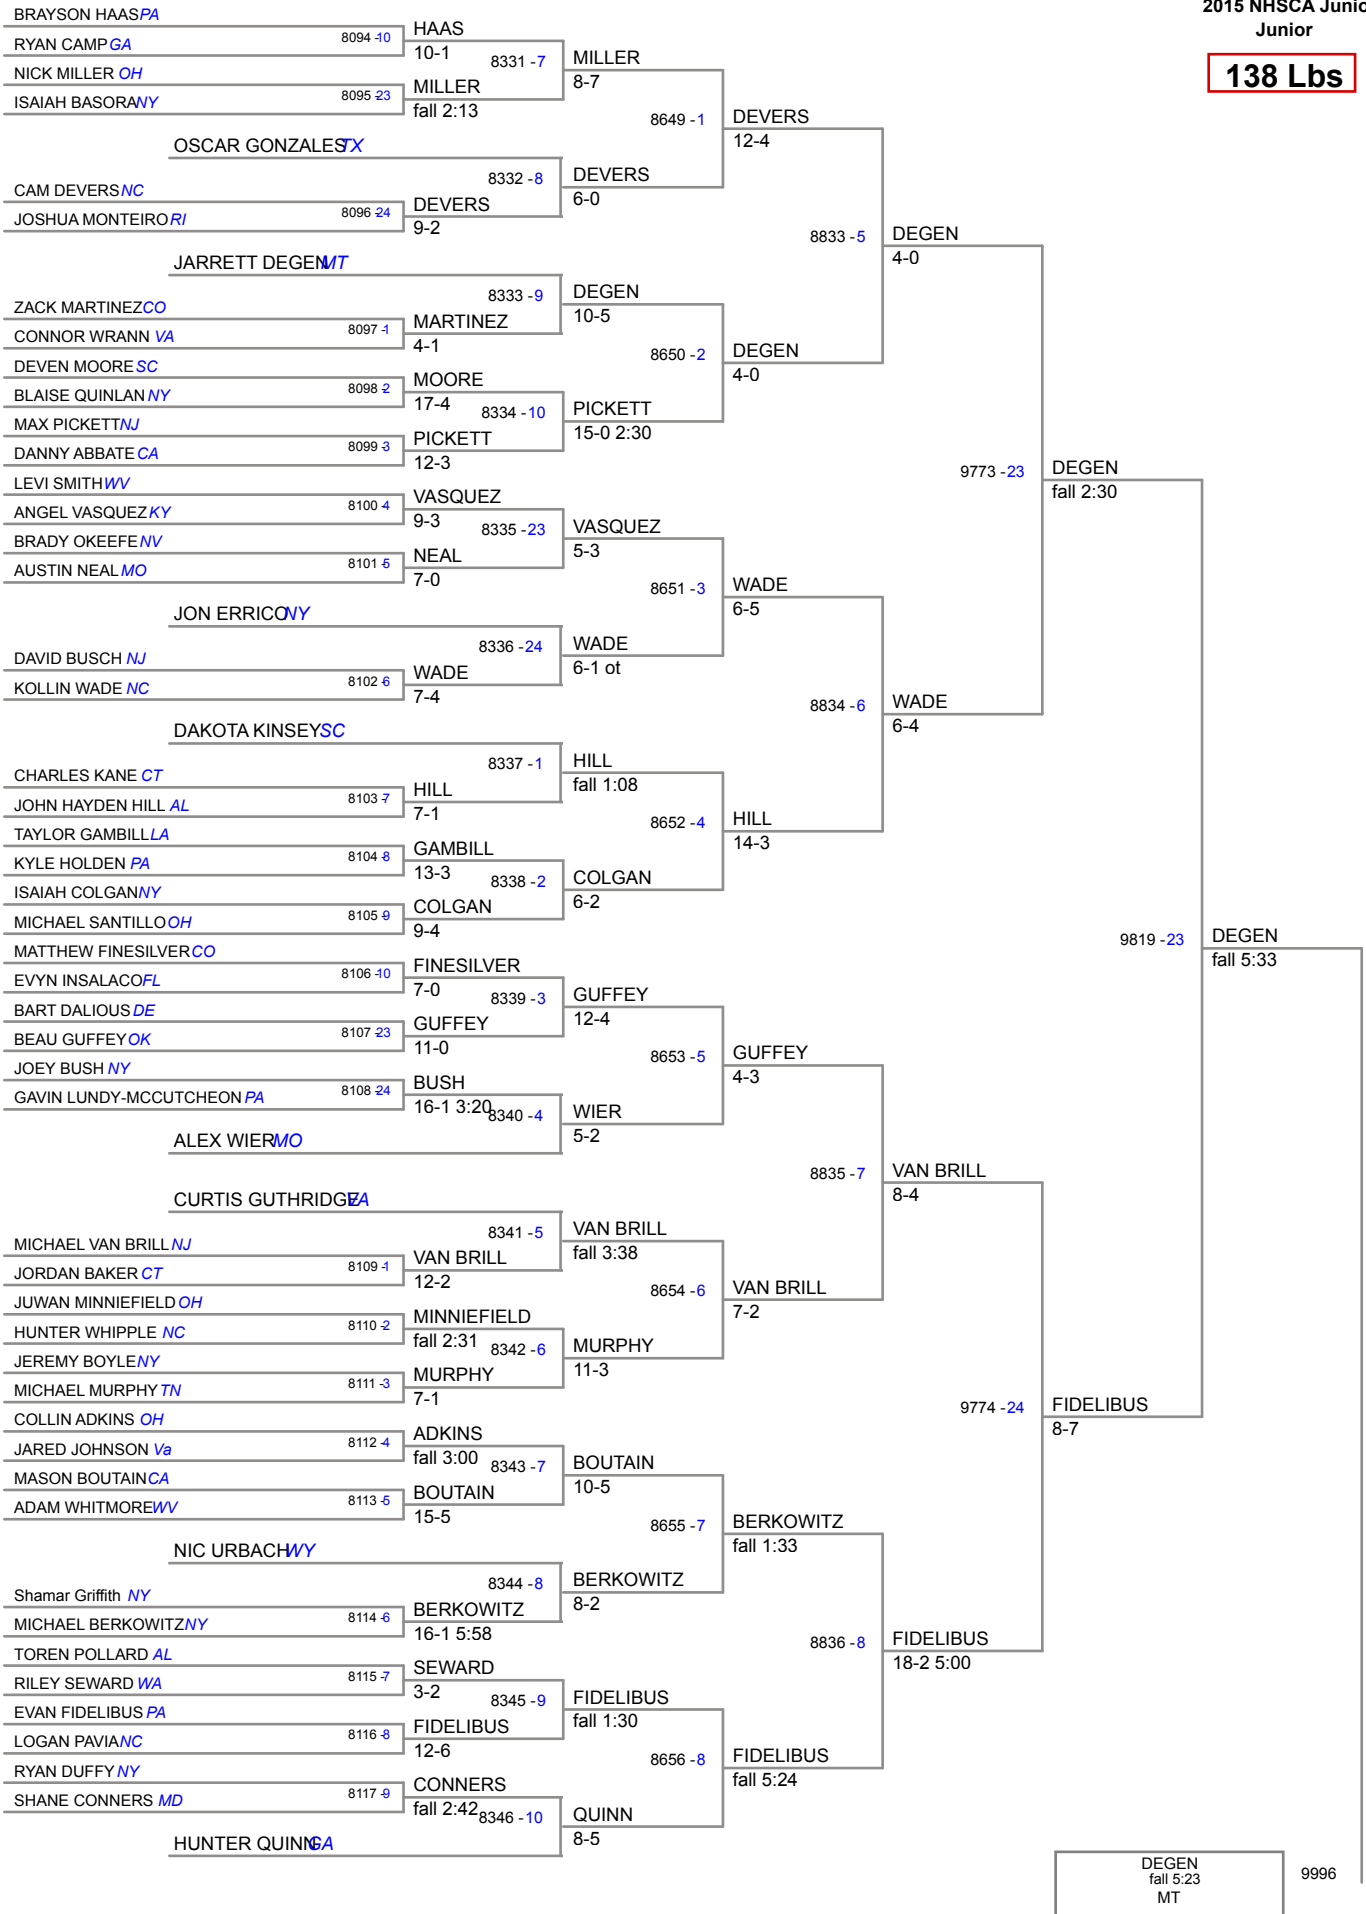 2015 NHSCA Junio
Junior
138 Lbs
BRAYSON HAAS PA
RYAN CAMP GA
8094 -10
HAAS
10-1
NICK MILLER OH
ISAIAH BASORA NY
8095 -23
MILLER
fall 2:13
8331 -7
MILLER
8-7
OSCAR GONZALES TX
CAM DEVERS NC
JOSHUA MONTEIRO RI
8096 -24
DEVERS
9-2
8332 -8
DEVERS
6-0
8649 -1
DEVERS
12-4
JARRETT DEGEN MT
ZACK MARTINEZ CO
CONNOR WRANN VA
8097 -1
MARTINEZ
4-1
8333 -9
DEGEN
10-5
DEVEN MOORE SC
BLAISE QUINLAN NY
8098 -2
MOORE
17-4
MAX PICKETT NJ
DANNY ABBATE CA
8099 -3
PICKETT
12-3
8334 -10
PICKETT
15-0 2:30
8650 -2
DEGEN
4-0
8833 -5
DEGEN
4-0
LEVI SMITH WV
ANGEL VASQUEZ KY
8100 -4
VASQUEZ
9-3
BRADY OKEEFE NV
AUSTIN NEAL MO
8101 -5
NEAL
7-0
8335 -23
VASQUEZ
5-3
JON ERRICO NY
DAVID BUSCH NJ
KOLLIN WADE NC
8102 -6
WADE
7-4
8336 -24
WADE
6-1 ot
8651 -3
WADE
6-5
DAKOTA KINSEY SC
CHARLES KANE CT
JOHN HAYDEN HILL AL
8103 -7
HILL
7-1
8337 -1
HILL
fall 1:08
TAYLOR GAMBILL LA
KYLE HOLDEN PA
8104 -8
GAMBILL
13-3
ISAIAH COLGAN NY
MICHAEL SANTILLO OH
8105 -9
COLGAN
9-4
8338 -2
COLGAN
6-2
8652 -4
HILL
14-3
8834 -6
WADE
6-4
9773 -23
DEGEN
fall 2:30
MATTHEW FINESILVER CO
EVYN INSALACO FL
8106 -10
FINESILVER
7-0
BART DALIOUS DE
BEAU GUFFEY OK
8107 -23
GUFFEY
11-0
8339 -3
GUFFEY
12-4
JOEY BUSH NY
GAVIN LUNDY-MCCUTCHEON PA
8108 -24
BUSH
16-1 3:20
ALEX WIER MO
8340 -4
WIER
5-2
8653 -5
GUFFEY
4-3
CURTIS GUTHRIDGE VA
MICHAEL VAN BRILL NJ
JORDAN BAKER CT
8109 -1
VAN BRILL
12-2
8341 -5
VAN BRILL
fall 3:38
JUWAN MINNIEFIELD OH
HUNTER WHIPPLE NC
8110 -2
MINNIEFIELD
fall 2:31
JEREMY BOYLE NY
MICHAEL MURPHY TN
8111 -3
MURPHY
7-1
8342 -6
MURPHY
11-3
8654 -6
VAN BRILL
7-2
8835 -7
VAN BRILL
8-4
COLLIN ADKINS OH
JARED JOHNSON Va
8112 -4
ADKINS
fall 3:00
MASON BOUTAIN CA
ADAM WHITMORE WV
8113 -5
BOUTAIN
15-5
8343 -7
BOUTAIN
10-5
NIC URBACH WY
Shamar Griffith NY
MICHAEL BERKOWITZ NY
8114 -6
BERKOWITZ
16-1 5:58
8344 -8
BERKOWITZ
8-2
8655 -7
BERKOWITZ
fall 1:33
TOREN POLLARD AL
RILEY SEWARD WA
8115 -7
SEWARD
3-2
EVAN FIDELIBUS PA
LOGAN PAVIA NC
8116 -8
FIDELIBUS
12-6
8345 -9
FIDELIBUS
fall 1:30
RYAN DUFFY NY
SHANE CONNERS MD
8117 -9
CONNERS
fall 2:42
HUNTER QUINN GA
8346 -10
QUINN
8-5
8656 -8
FIDELIBUS
fall 5:24
8836 -8
FIDELIBUS
18-2 5:00
9774 -24
FIDELIBUS
8-7
9819 -23
DEGEN
fall 5:33
DEGEN
fall 5:23
MT
9996